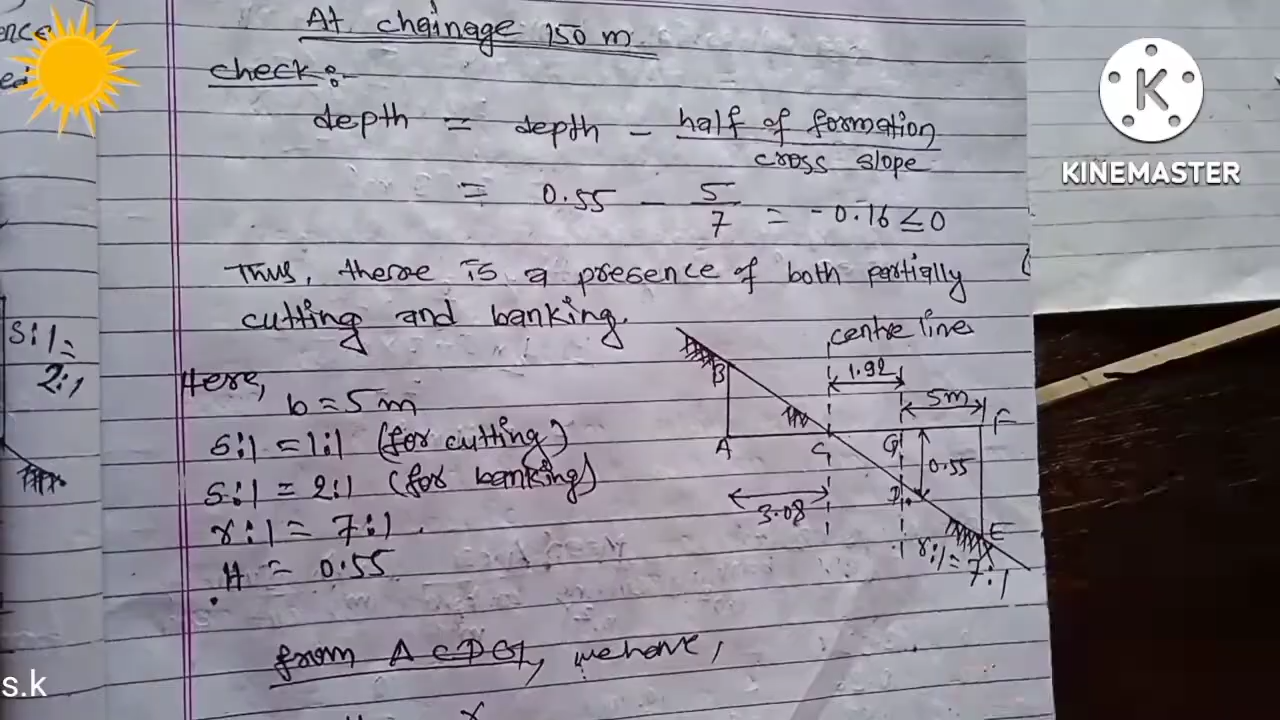 At chainage 150 m
check:-
depth = depth - half of formation
cross slope
= 0.55 - 5/7 = -0.16 ≤ 0
Thus, there is a presence of both partially
cutting and banking.
Here,
b = 5 m
s:1 = 1:1 (for cutting)
s:1 = 2:1 (for banking)
r:1 = 7:1
H = 0.55
from Δ CDG, we have,
centre line
1.92
5m
B
A
C
G
F
0.55
D
3.08
E
r:1 = 7:1
s:1 =
2:1
K
KINEMASTER
s.k